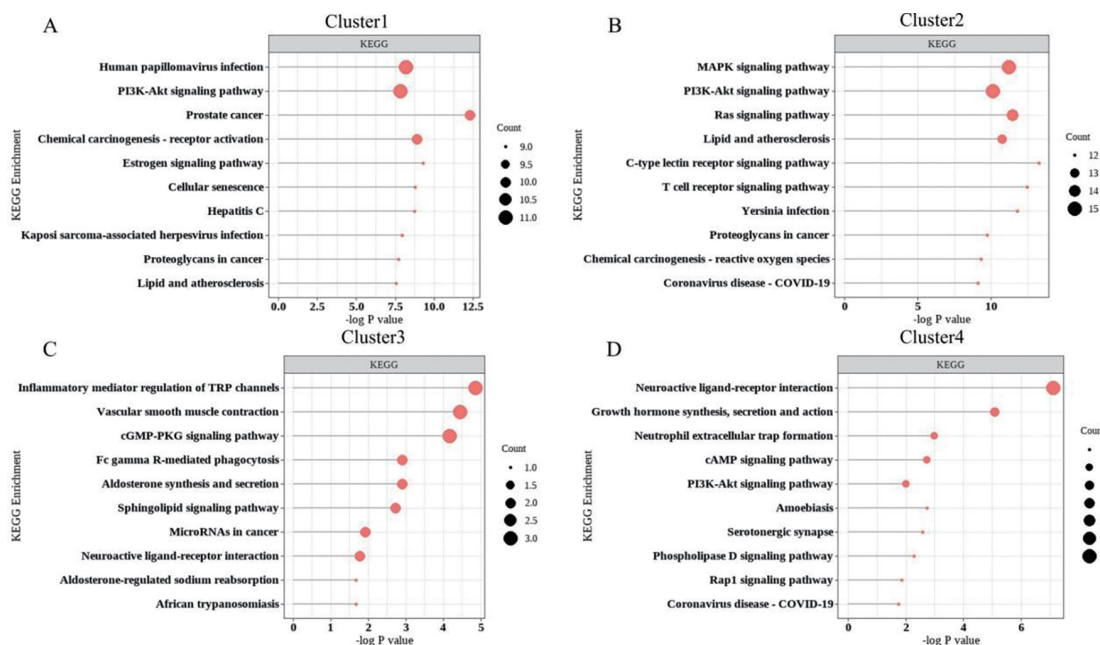 A
Cluster1
KEGG
KEGG Enrichment
Human papillomavirus infection
PI3K-Akt signaling pathway
Prostate cancer
Chemical carcinogenesis - receptor activation
Estrogen signaling pathway
Cellular senescence
Hepatitis C
Kaposi sarcoma-associated herpesvirus infection
Proteoglycans in cancer
Lipid and atherosclerosis
0.0 2.5 5.0 7.5 10.0 12.5
-log P value
Count
9.0
9.5
10.0
10.5
11.0
B
Cluster2
KEGG
KEGG Enrichment
MAPK signaling pathway
PI3K-Akt signaling pathway
Ras signaling pathway
Lipid and atherosclerosis
C-type lectin receptor signaling pathway
T cell receptor signaling pathway
Yersinia infection
Proteoglycans in cancer
Chemical carcinogenesis - reactive oxygen species
Coronavirus disease - COVID-19
0 5 10
-log P value
Count
12
13
14
15
C
Cluster3
KEGG
KEGG Enrichment
Inflammatory mediator regulation of TRP channels
Vascular smooth muscle contraction
cGMP-PKG signaling pathway
Fc gamma R-mediated phagocytosis
Aldosterone synthesis and secretion
Sphingolipid signaling pathway
MicroRNAs in cancer
Neuroactive ligand-receptor interaction
Aldosterone-regulated sodium reabsorption
African trypanosomiasis
0 1 2 3 4 5
-log P value
Count
1.0
1.5
2.0
2.5
3.0
D
Cluster4
KEGG
KEGG Enrichment
Neuroactive ligand-receptor interaction
Growth hormone synthesis, secretion and action
Neutrophil extracellular trap formation
cAMP signaling pathway
PI3K-Akt signaling pathway
Amoebiasis
Serotonergic synapse
Phospholipase D signaling pathway
Rap1 signaling pathway
Coronavirus disease - COVID-19
0 2 4 6
-log P value
Coun